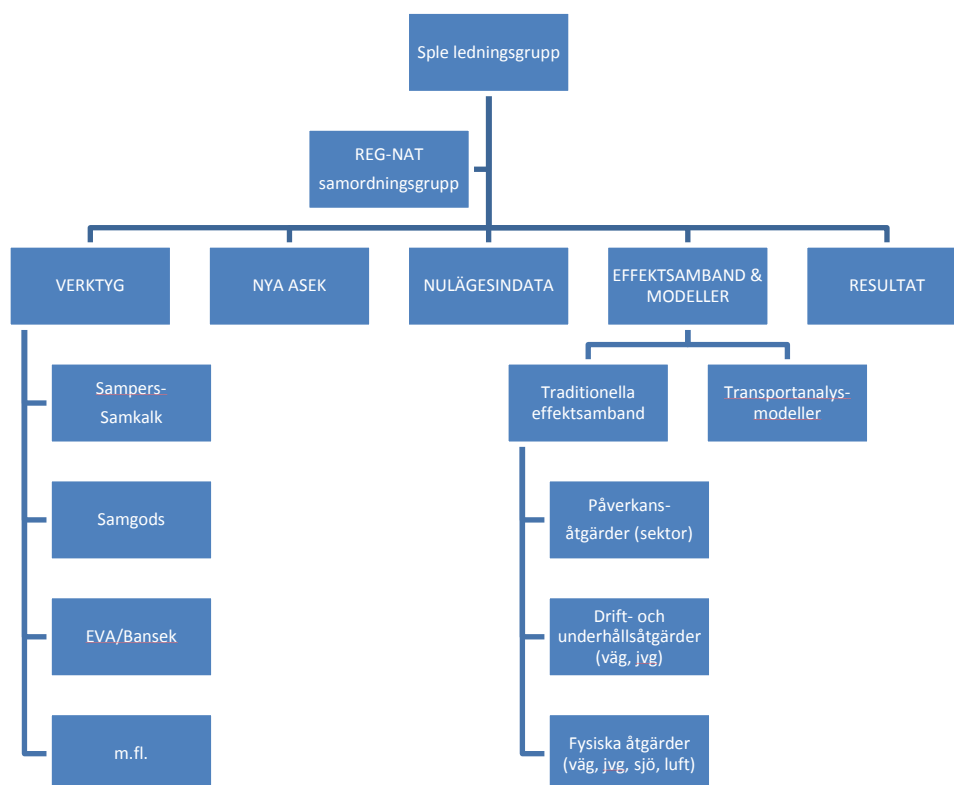 Sple ledningsgrupp
REG-NAT
samordningsgrupp
VERKTYG
NYA ASEK
NULÄGESINDATA
EFFEKTSAMBAND &
MODELLER
RESULTAT
Sampers-
Samkalk
Samgods
EVA/Bansek
m.fl.
Traditionella
effektsamband
Transportanalys-
modeller
Påverkans-
åtgärder (sektor)
Drift- och
underhållsåtgärder
(väg, jvg)
Fysiska åtgärder
(väg, jvg, sjö, luft)